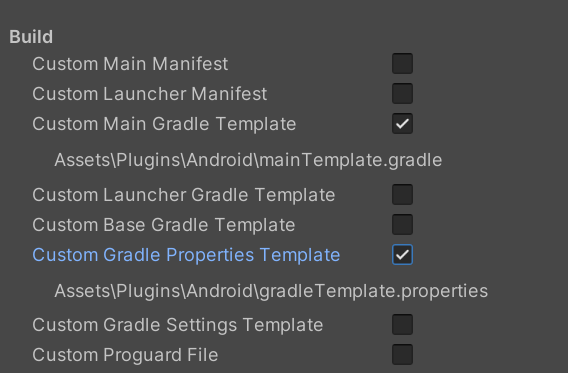 Build
Custom Main Manifest
Custom Launcher Manifest
Custom Main Gradle Template
Assets\Plugins\Android\mainTemplate.gradle
Custom Launcher Gradle Template
Custom Base Gradle Template
Custom Gradle Properties Template
Assets\Plugins\Android\gradleTemplate.properties
Custom Gradle Settings Template
Custom Proguard File